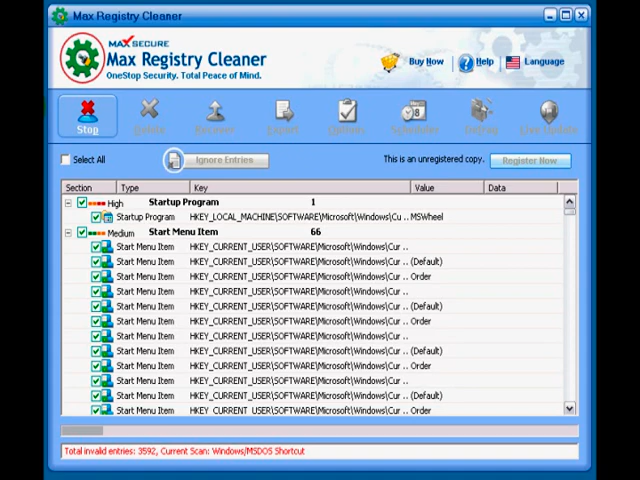 Max Registry Cleaner
MAX SECURE
Max Registry Cleaner
OneStop Security. Total Peace of Mind.
Buy Now
Help
Language
Stop
Delete
Recover
Export
Options
Scheduler
Live Update
Select All
Ignore Entries
This is an unregistered copy.
Register Now
Section Type Key Value Data
High Startup Program 1
Startup Program HKEY_LOCAL_MACHINE\SOFTWARE\Microsoft\Windows\Cu .. MSWheel
Medium Start Menu Item 66
Start Menu Item HKEY_CURRENT_USER\SOFTWARE\Microsoft\Windows\Cur ..
Start Menu Item HKEY_CURRENT_USER\SOFTWARE\Microsoft\Windows\Cur .. (Default)
Start Menu Item HKEY_CURRENT_USER\SOFTWARE\Microsoft\Windows\Cur .. Order
Start Menu Item HKEY_CURRENT_USER\SOFTWARE\Microsoft\Windows\Cur ..
Start Menu Item HKEY_CURRENT_USER\SOFTWARE\Microsoft\Windows\Cur .. (Default)
Start Menu Item HKEY_CURRENT_USER\SOFTWARE\Microsoft\Windows\Cur .. Order
Start Menu Item HKEY_CURRENT_USER\SOFTWARE\Microsoft\Windows\Cur ..
Start Menu Item HKEY_CURRENT_USER\SOFTWARE\Microsoft\Windows\Cur .. (Default)
Start Menu Item HKEY_CURRENT_USER\SOFTWARE\Microsoft\Windows\Cur .. Order
Start Menu Item HKEY_CURRENT_USER\SOFTWARE\Microsoft\Windows\Cur ..
Start Menu Item HKEY_CURRENT_USER\SOFTWARE\Microsoft\Windows\Cur .. (Default)
Start Menu Item HKEY_CURRENT_USER\SOFTWARE\Microsoft\Windows\Cur .. Order
Total invalid entries: 3592, Current Scan: Windows/MSDOS Shortcut